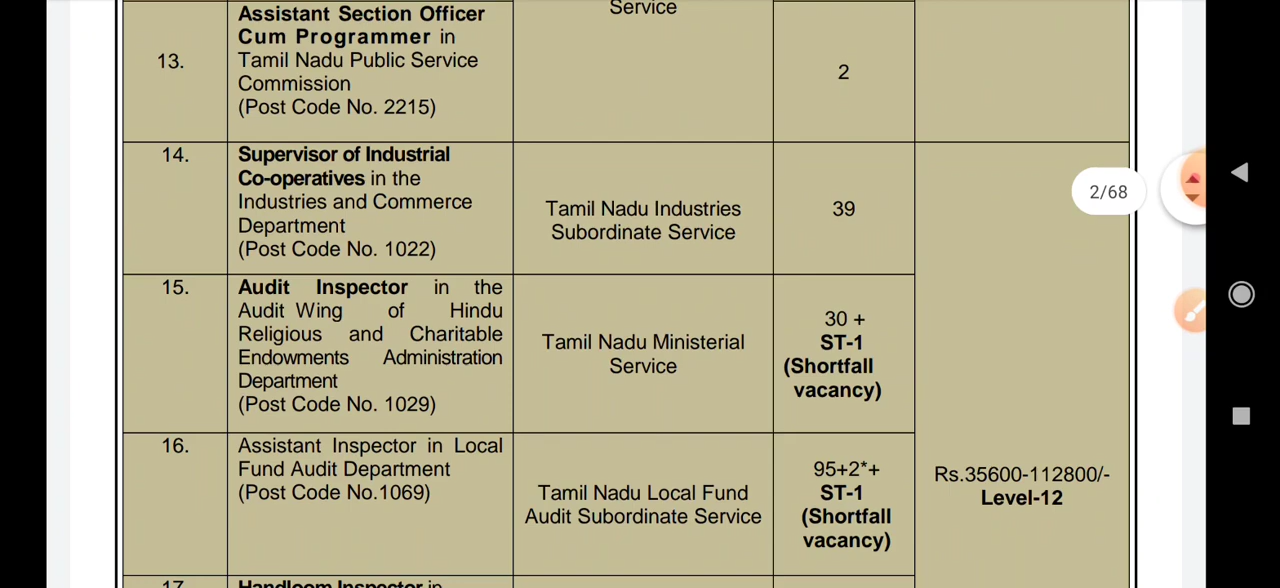 Service
13.
Assistant Section Officer
Cum Programmer in
Tamil Nadu Public Service
Commission
(Post Code No. 2215)
2
14.
Supervisor of Industrial
Co-operatives in the
Industries and Commerce
Department
(Post Code No. 1022)
Tamil Nadu Industries
Subordinate Service
39
2/68
15.
Audit Inspector in the
Audit Wing of Hindu
Religious and Charitable
Endowments Administration
Department
(Post Code No. 1029)
Tamil Nadu Ministerial
Service
30 +
ST-1
(Shortfall
vacancy)
16.
Assistant Inspector in Local
Fund Audit Department
(Post Code No.1069)
Tamil Nadu Local Fund
Audit Subordinate Service
95+2*+
ST-1
(Shortfall
vacancy)
Rs.35600-112800/-
Level-12
17
Handloom Inspector in